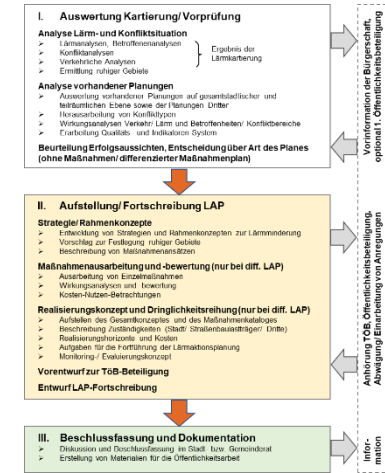 I. Auswertung Kartierung/ Vorprüfung
Analyse Lärm- und Konfliktsituation
Lärmanalysen, Betroffenenanalysen
Konfliktanalysen
Verkehrliche Analysen
Ermittlung ruhiger Gebiete
Ergebnis der
Lärmkartierung
Analyse vorhandener Planungen
Auswertung vorhandener Planungen auf gesamtstädtischer und
teilräumlichen Ebene sowie der Planungen Dritter
Herausarbeitung von Konflikttypen
Wirkungsanalysen Verkehr/ Lärm und Betroffenheiten/ Konfliktbereiche
Erarbeitung Qualitäts- und Indikatoren System
Beurteilung Erfolgsaussichten, Entscheidung über Art des Planes
(ohne Maßnahmen/ differenzierter Maßnahmenplan)
Vorinformation der Bürgerschaft,
optional 1. Öffentlichkeitsbeteiligung
II. Aufstellung/ Fortschreibung LAP
Strategie/ Rahmenkonzepte
Entwicklung von Strategien und Rahmenkonzepten zur Lärmminderung
Vorschlag zur Festlegung ruhiger Gebiete
Beschreibung von Maßnahmenansätzen
Maßnahmenausarbeitung und -bewertung (nur bei diff. LAP)
Ausarbeitung von Einzelmaßnahmen
Wirkungsanalysen und -bewertung
Kosten-Nutzen-Betrachtungen
Realisierungskonzept und Dringlichkeitsreihung (nur bei diff. LAP)
Aufstellen des Gesamtkonzeptes und des Maßnahmenkataloges
Beschreibung Zuständigkeiten (Stadt/ Straßenbaulastträger/ Dritte)
Realisierungshorizonte und Kosten
Aufgaben für die Fortführung der Lärmaktionsplanung
Monitoring-/ Evaluierungskonzept
Vorentwurf zur TöB-Beteiligung
Entwurf LAP-Fortschreibung
Anhörung TÖB, Öffentlichkeitsbeteiligung,
Abwägung/ Einarbeitung von Anregungen
III. Beschlussfassung und Dokumentation
Diskussion und Beschlussfassung im Stadt- bzw. Gemeinderat
Erstellung von Materialien für die Öffentlichkeitsarbeit
Infor-
mation